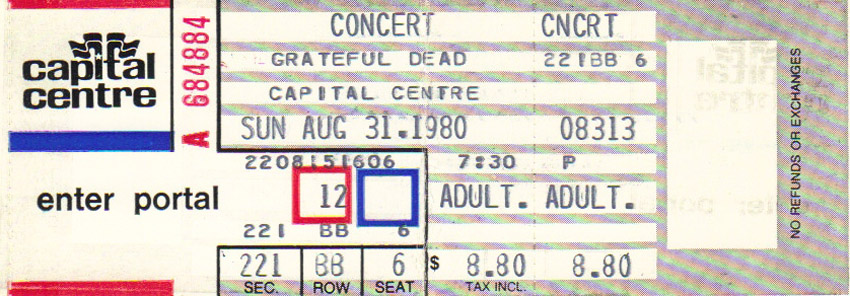 capital
centre
A 684884
CONCERT CNCRT
GRATEFUL DEAD 221BB 6
CAPITAL CENTRE
SUN AUG 31.1980 08313
2208151606 7:30 P
enter portal 12 ADULT. ADULT.
221 BB 6
221 BB 6 $ 8.80 8.80
SEC. ROW SEAT TAX INCL.
NO REFUNDS OR EXCHANGES